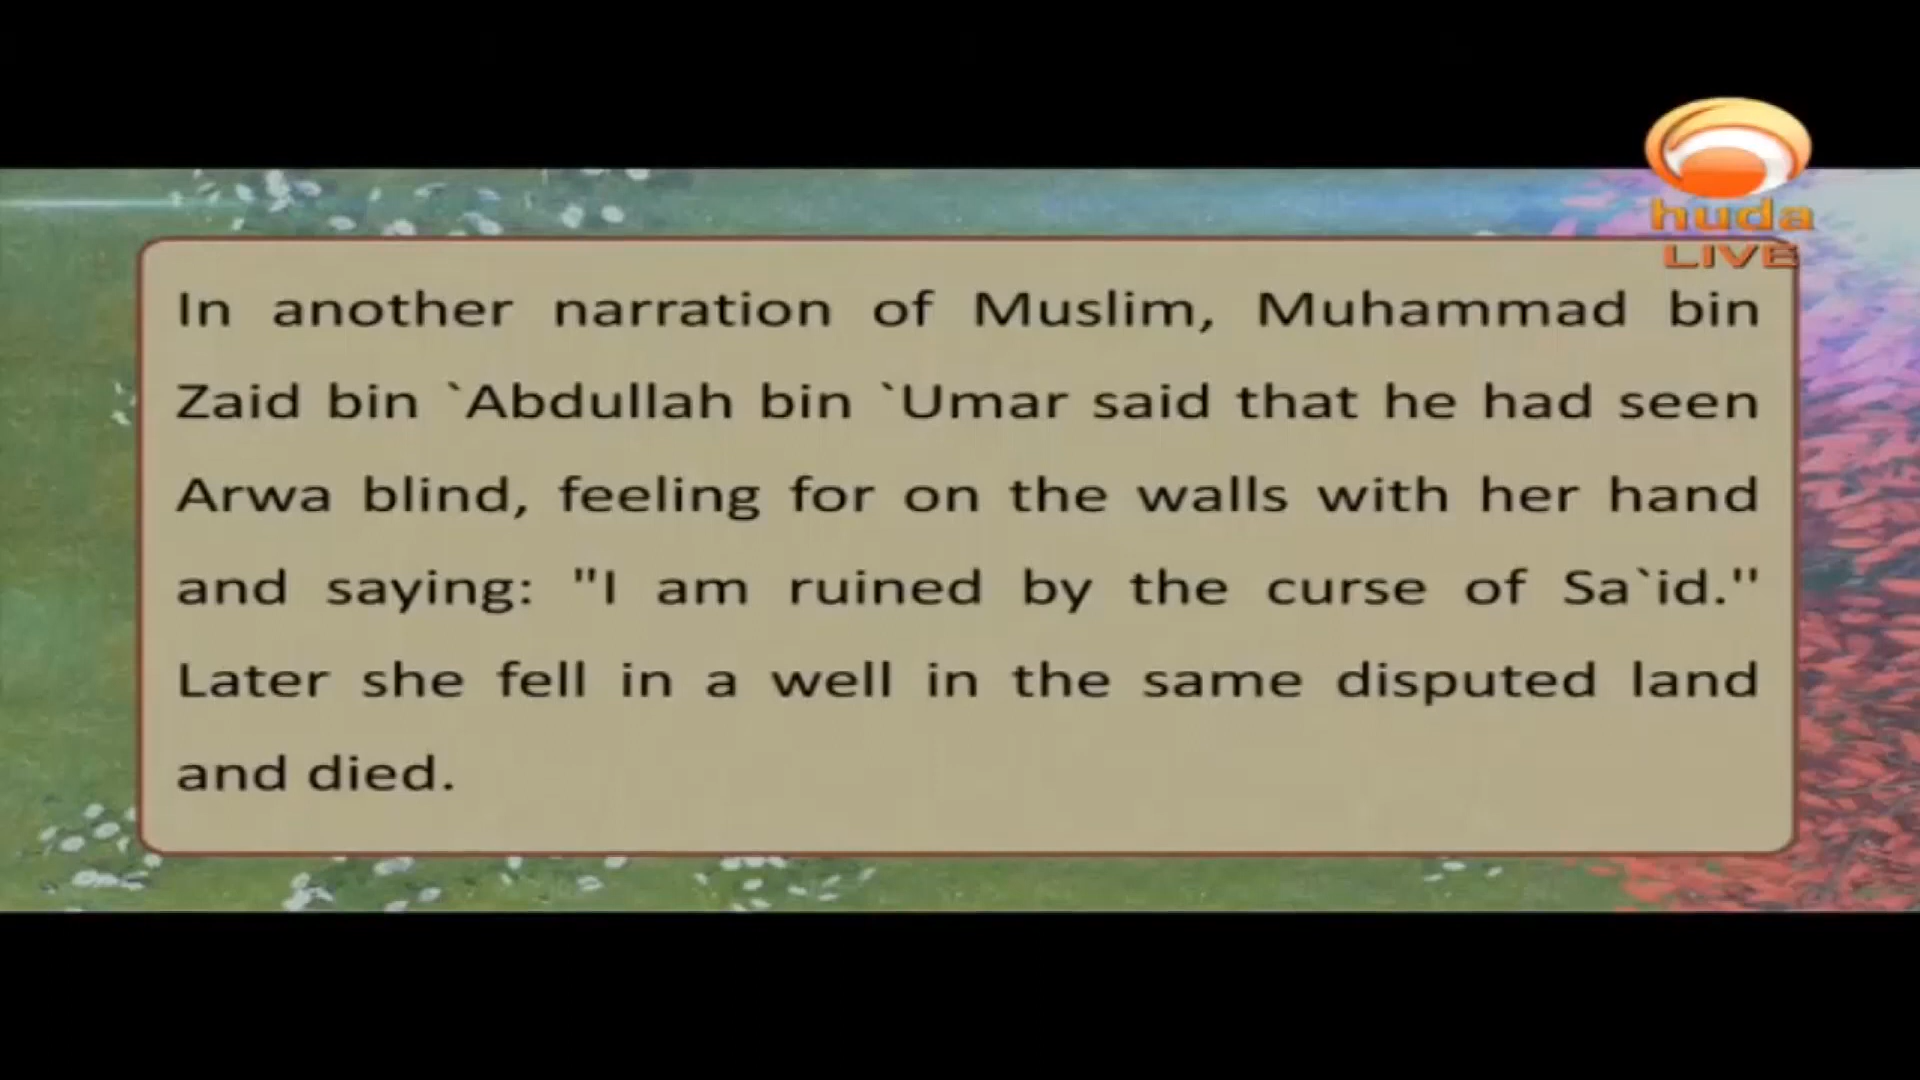 huda
LIVE
In another narration of Muslim, Muhammad bin
Zaid bin `Abdullah bin `Umar said that he had seen
Arwa blind, feeling for on the walls with her hand
and saying: "I am ruined by the curse of Sa`id.''
Later she fell in a well in the same disputed land
and died.